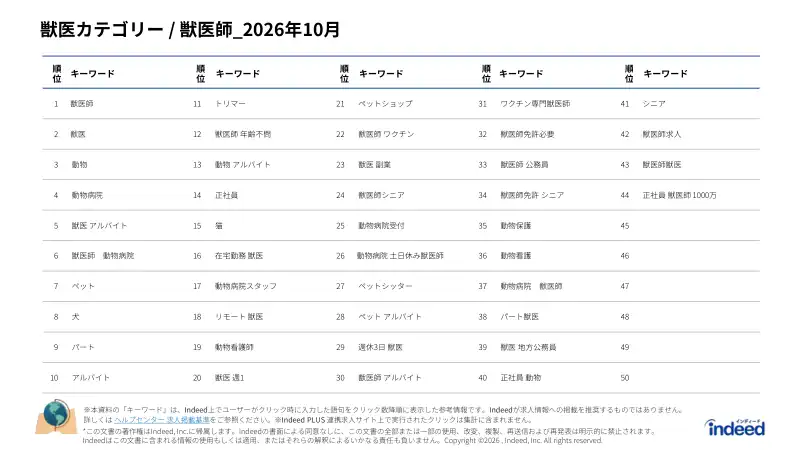 獣医カテゴリー / 獣医師_2026年10月
順位 キーワード 順位 キーワード 順位 キーワード 順位 キーワード 順位 キーワード
1 獣医師 11 トリマー 21 ペットショップ 31 ワクチン専門獣医師 41 シニア
2 獣医 12 獣医師 年齢不問 22 獣医師 ワクチン 32 獣医師免許必要 42 獣医師求人
3 動物 13 動物 アルバイト 23 獣医 副業 33 獣医師 公務員 43 獣医師獣医
4 動物病院 14 正社員 24 獣医師シニア 34 獣医師免許 シニア 44 正社員 獣医師 1000万
5 獣医 アルバイト 15 猫 25 動物病院受付 35 動物保護 45
6 獣医師　動物病院 16 在宅勤務 獣医 26 動物病院 土日休み獣医師 36 動物看護 46
7 ペット 17 動物病院スタッフ 27 ペットシッター 37 動物病院　獣医師 47
8 犬 18 リモート 獣医 28 ペット アルバイト 38 パート獣医 48
9 パート 19 動物看護師 29 週休3日 獣医 39 獣医 地方公務員 49
10 アルバイト 20 獣医 週1 30 獣医師 アルバイト 40 正社員 動物 50
※本資料の「キーワード」は、Indeed上でユーザーがクリック時に入力した語句をクリック数降順に表示した参考情報です。Indeedが求人情報への掲載を推奨するものではありません。
詳しくは ヘルプセンター 求人掲載基準をご参照ください。※Indeed PLUS 連携求人サイト上で実行されたクリックは集計に含まれません。
*この文書の著作権はIndeed, Inc.に帰属します。Indeedの書面による同意なしに、この文書の全部または一部の使用、改変、複製、再送信および再発表は明示的に禁止されます。
Indeedはこの文書に含まれる情報の使用もしくは適用、またはそれらの解釈によるいかなる責任も負いません。Copyright ©2026 , Indeed, Inc. All rights reserved.
インディード
indeed